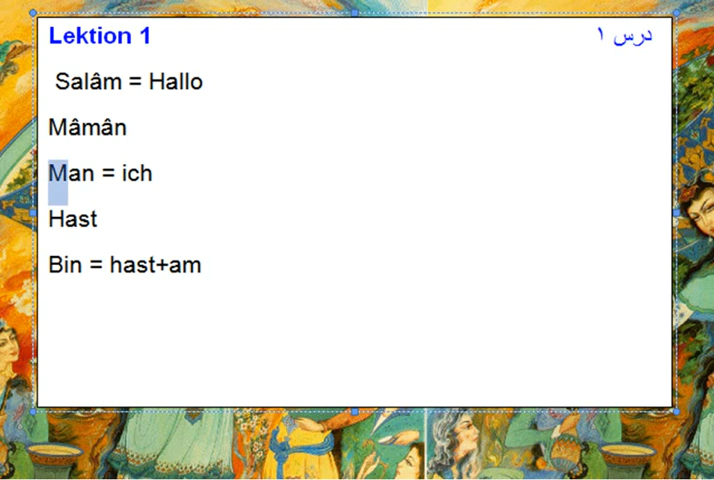 Lektion 1 درس ۱
Salâm = Hallo
Mâmân
Man = ich
Hast
Bin = hast+am